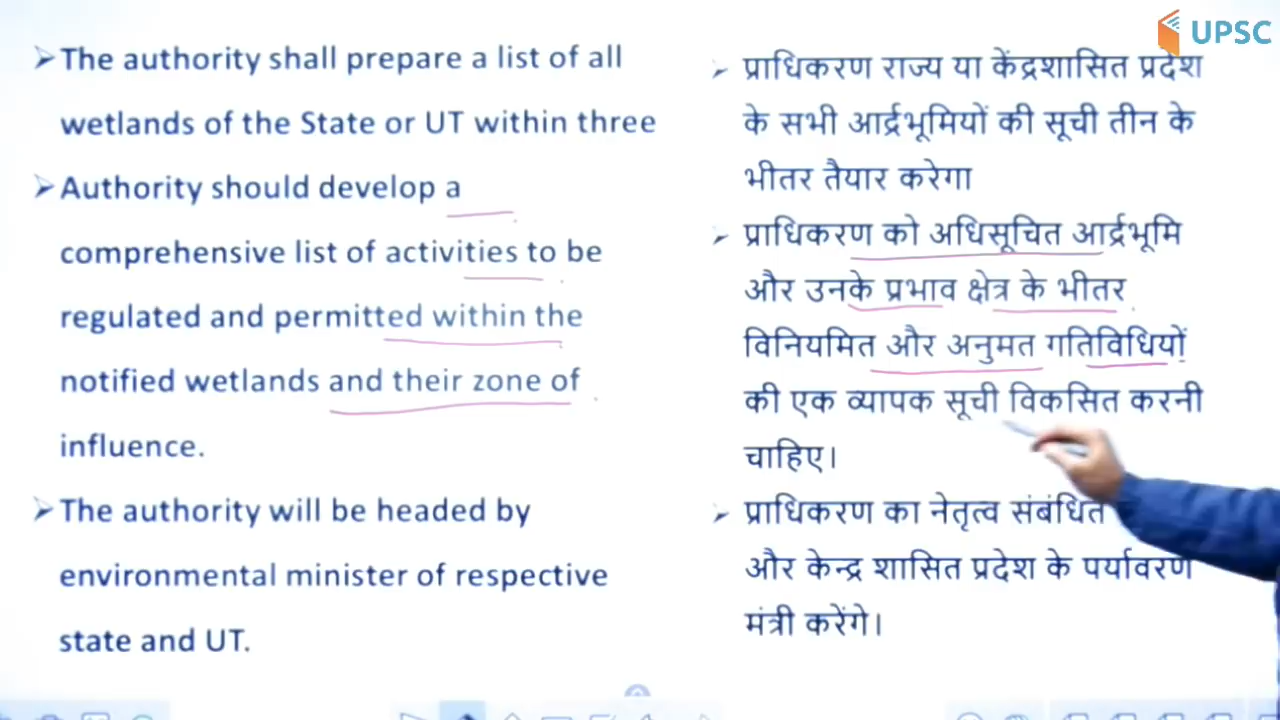 UPSC
The authority shall prepare a list of all
wetlands of the State or UT within three
Authority should develop a
comprehensive list of activities to be
regulated and permitted within the
notified wetlands and their zone of
influence.
The authority will be headed by
environmental minister of respective
state and UT.
प्राधिकरण राज्य या केंद्रशासित प्रदेश
के सभी आर्द्रभूमियों की सूची तीन के
भीतर तैयार करेगा
प्राधिकरण को अधिसूचित आर्द्रभूमि
और उनके प्रभाव क्षेत्र के भीतर
विनियमित और अनुमत गतिविधियों
की एक व्यापक सूची विकसित करनी
चाहिए।
प्राधिकरण का नेतृत्व संबंधित
और केन्द्र शासित प्रदेश के पर्यावरण
मंत्री करेंगे।